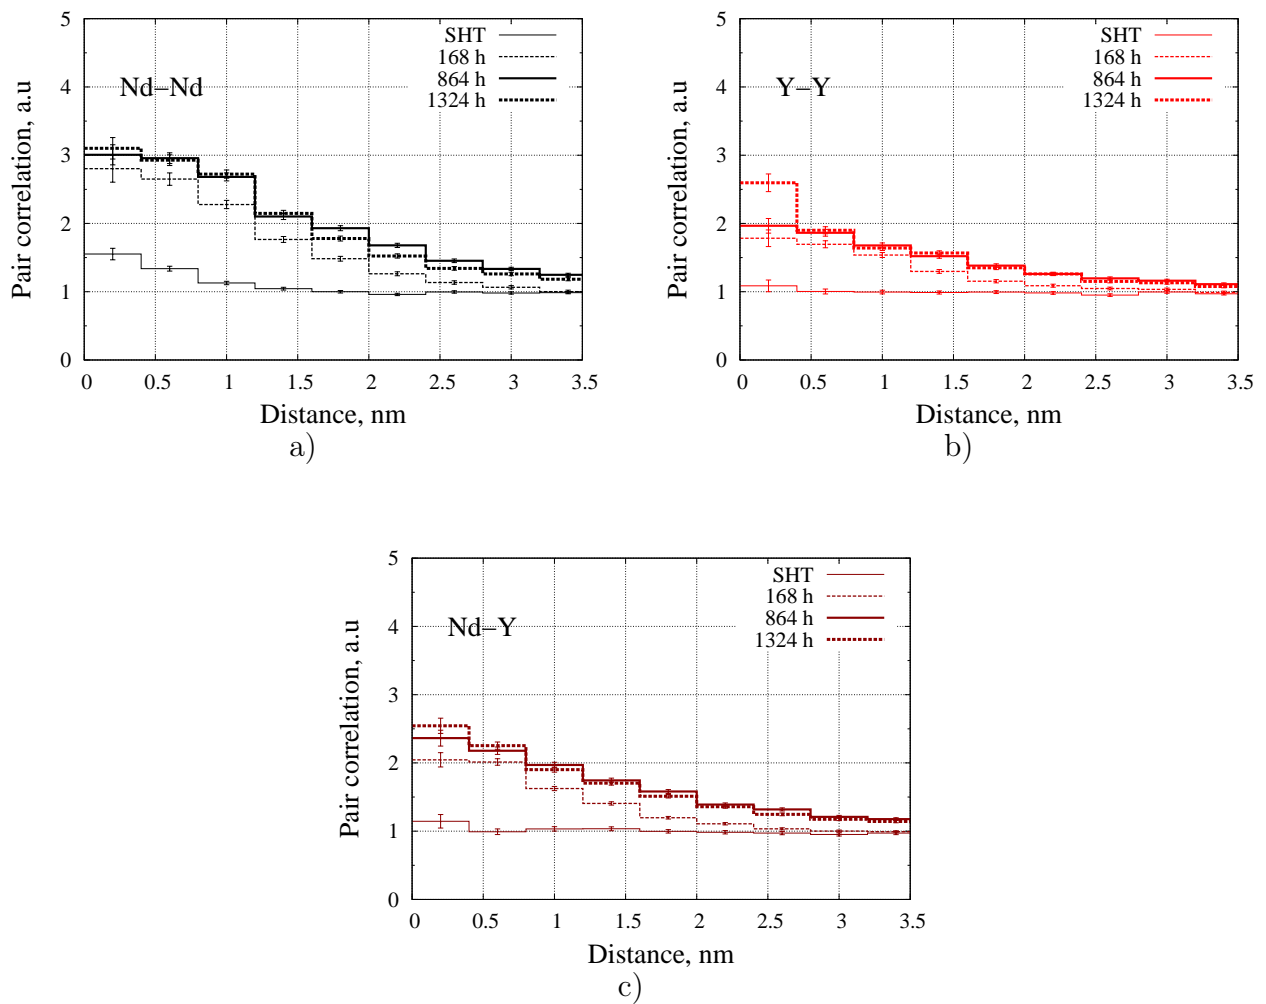 Pair correlation, a.u
5
4
3
2
1
0
Nd−Nd
SHT
168 h
864 h
1324 h
0 0.5 1 1.5 2 2.5 3 3.5
Distance, nm
a)
Pair correlation, a.u
5
4
3
2
1
0
Y−Y
SHT
168 h
864 h
1324 h
0 0.5 1 1.5 2 2.5 3 3.5
Distance, nm
b)
Pair correlation, a.u
5
4
3
2
1
0
Nd−Y
SHT
168 h
864 h
1324 h
0 0.5 1 1.5 2 2.5 3 3.5
Distance, nm
c)